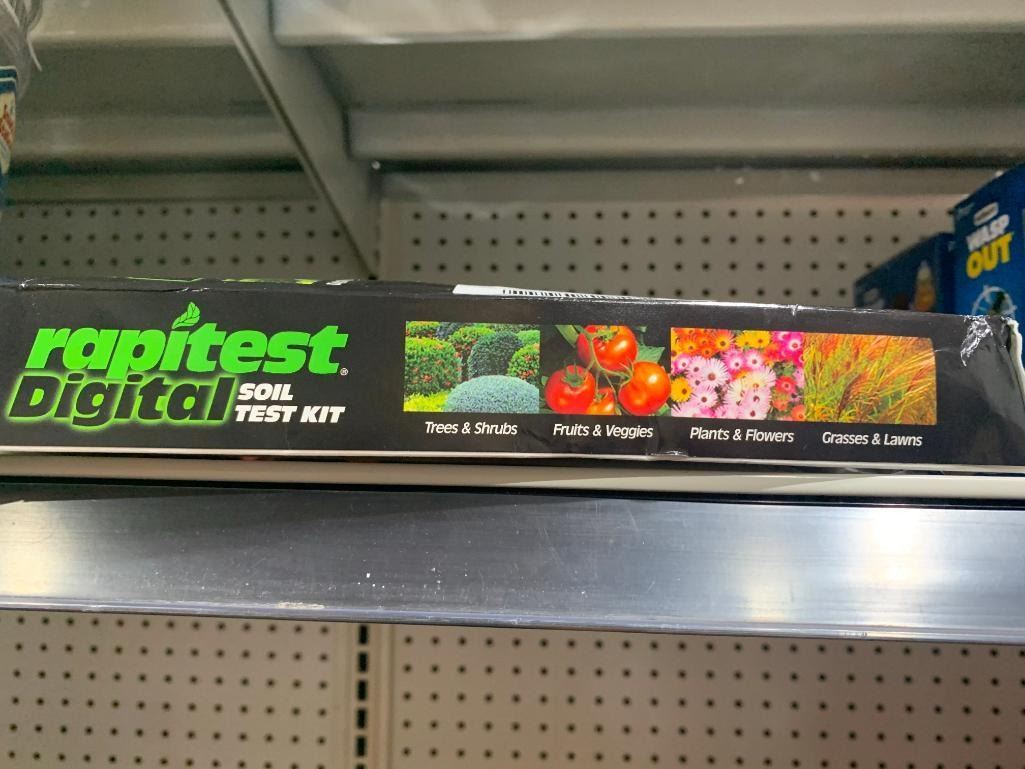 rapitest®
Digital SOIL
TEST KIT
Trees & Shrubs
Fruits & Veggies
Plants & Flowers
Grasses & Lawns
WASP
OUT